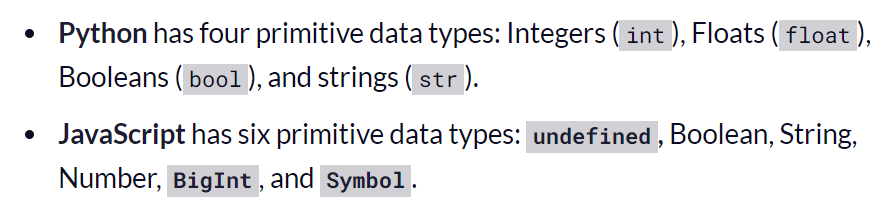 • Python has four primitive data types: Integers ( int ), Floats ( float ),
Booleans ( bool ), and strings ( str ).
• JavaScript has six primitive data types: undefined , Boolean, String,
Number, BigInt , and Symbol .